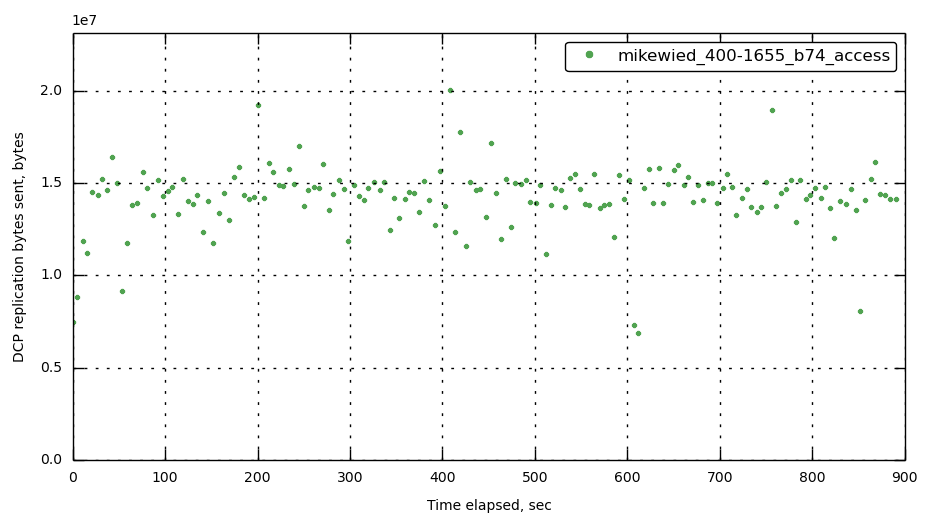 1e7
mikewied_400-1655_b74_access
2.0
1.5
1.0
0.5
0.0
DCP replication bytes sent, bytes
0 100 200 300 400 500 600 700 800 900
Time elapsed, sec